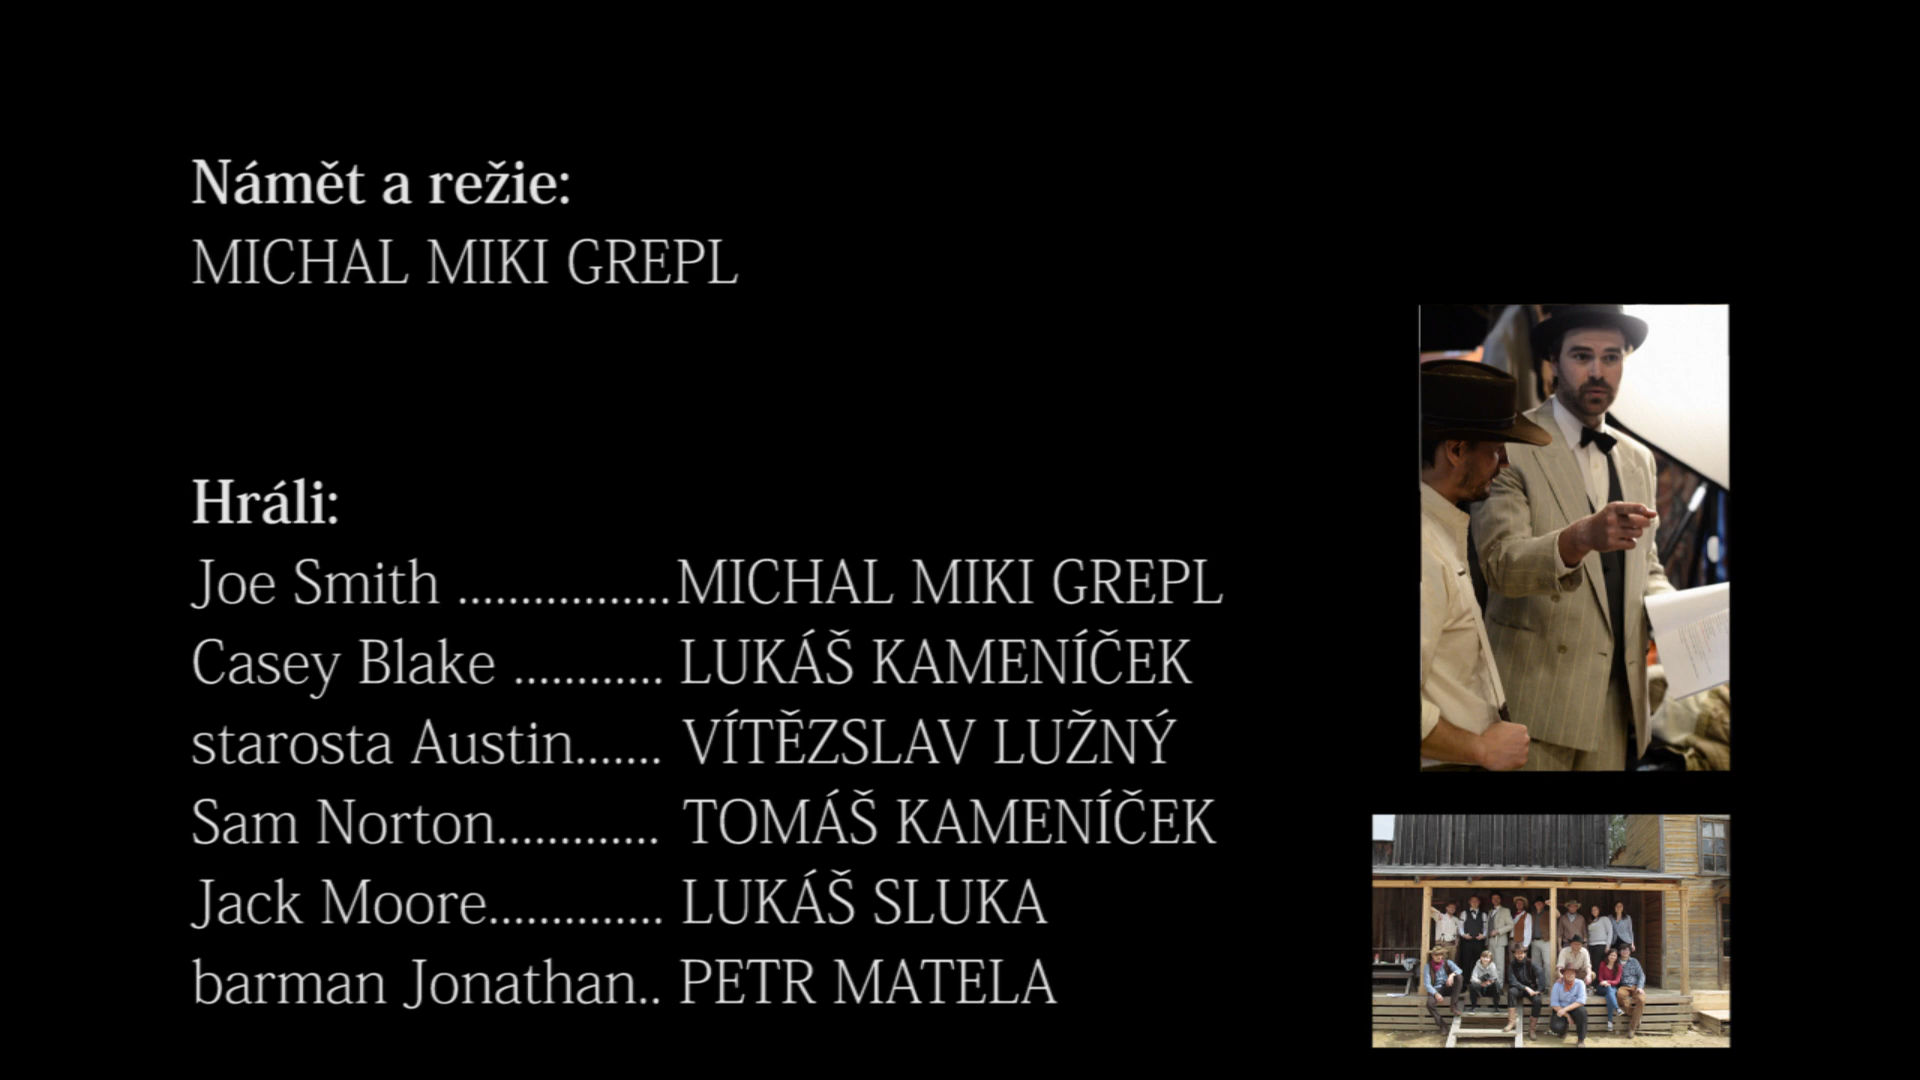 Námět a režie:
MICHAL MIKI GREPL
Hráli:
Joe Smith .................MICHAL MIKI GREPL
Casey Blake ............ LUKÁŠ KAMENÍČEK
starosta Austin....... VÍTĚZSLAV LUŽNÝ
Sam Norton............. TOMÁŠ KAMENÍČEK
Jack Moore.............. LUKÁŠ SLUKA
barman Jonathan.. PETR MATELA